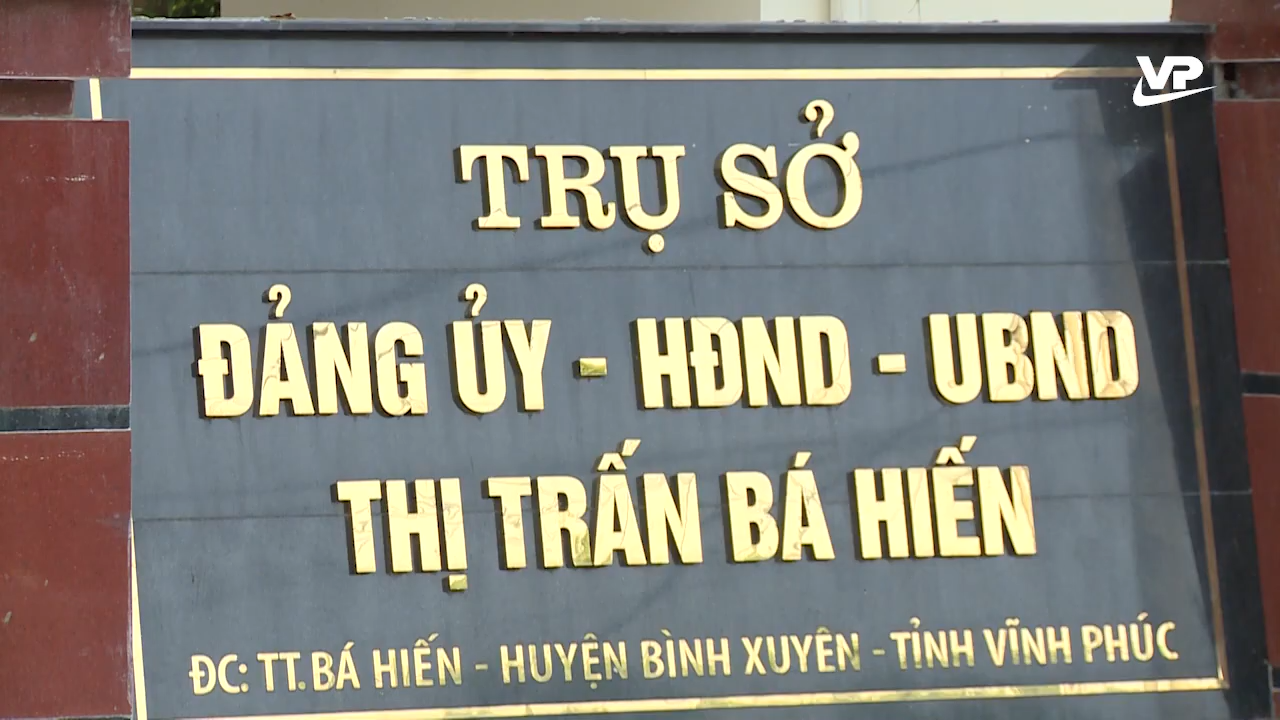 VP
TRỤ SỞ
ĐẢNG ỦY - HĐND - UBND
THỊ TRẤN BÁ HIẾN
ĐC: TT.BÁ HIẾN - HUYỆN BÌNH XUYÊN - TỈNH VĨNH PHÚC